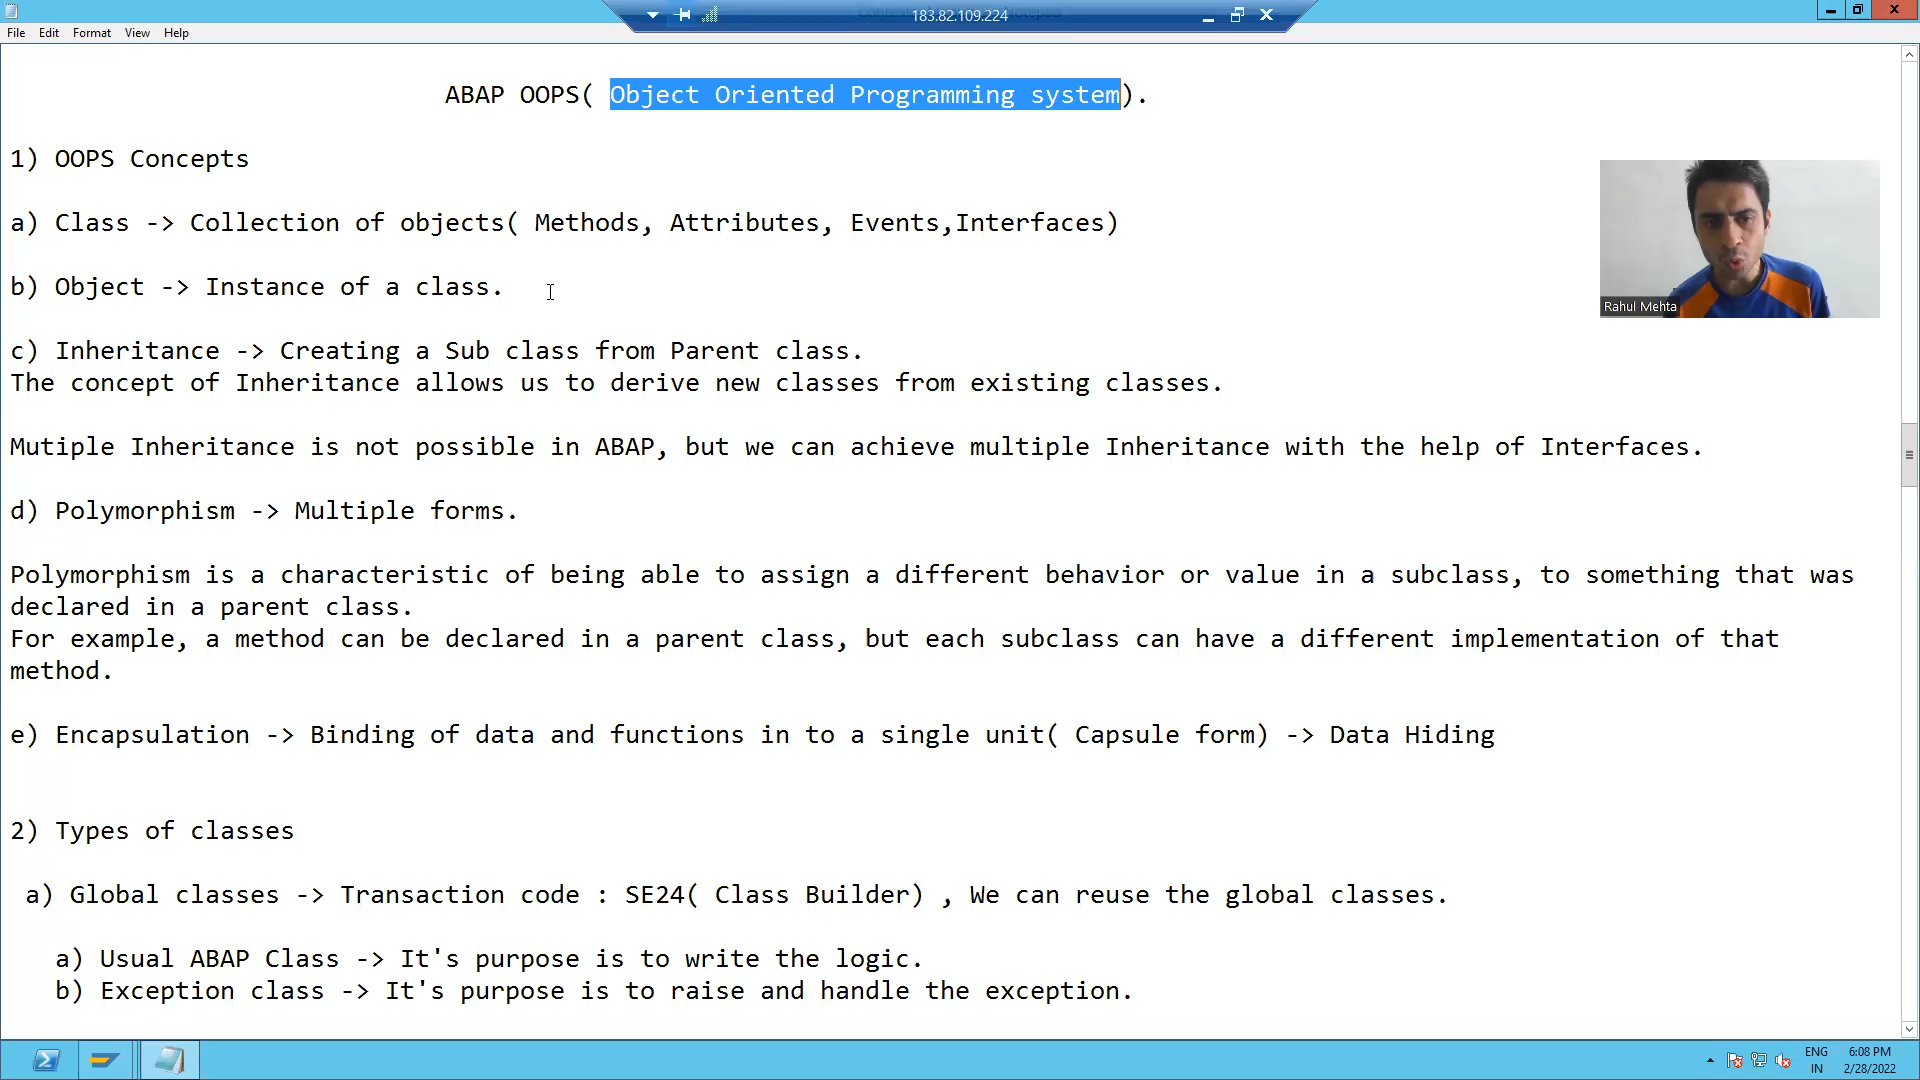 183.82.109.224
File Edit Format View Help
ABAP OOPS( Object Oriented Programming system).
1) OOPS Concepts
a) Class -> Collection of objects( Methods, Attributes, Events,Interfaces)
b) Object -> Instance of a class.
Rahul Mehta
c) Inheritance -> Creating a Sub class from Parent class.
The concept of Inheritance allows us to derive new classes from existing classes.
Mutiple Inheritance is not possible in ABAP, but we can achieve multiple Inheritance with the help of Interfaces.
d) Polymorphism -> Multiple forms.
Polymorphism is a characteristic of being able to assign a different behavior or value in a subclass, to something that was
declared in a parent class.
For example, a method can be declared in a parent class, but each subclass can have a different implementation of that
method.
e) Encapsulation -> Binding of data and functions in to a single unit( Capsule form) -> Data Hiding
2) Types of classes
a) Global classes -> Transaction code : SE24( Class Builder) , We can reuse the global classes.
a) Usual ABAP Class -> It's purpose is to write the logic.
b) Exception class -> It's purpose is to raise and handle the exception.
ENG 6:08 PM
IN 2/28/2022